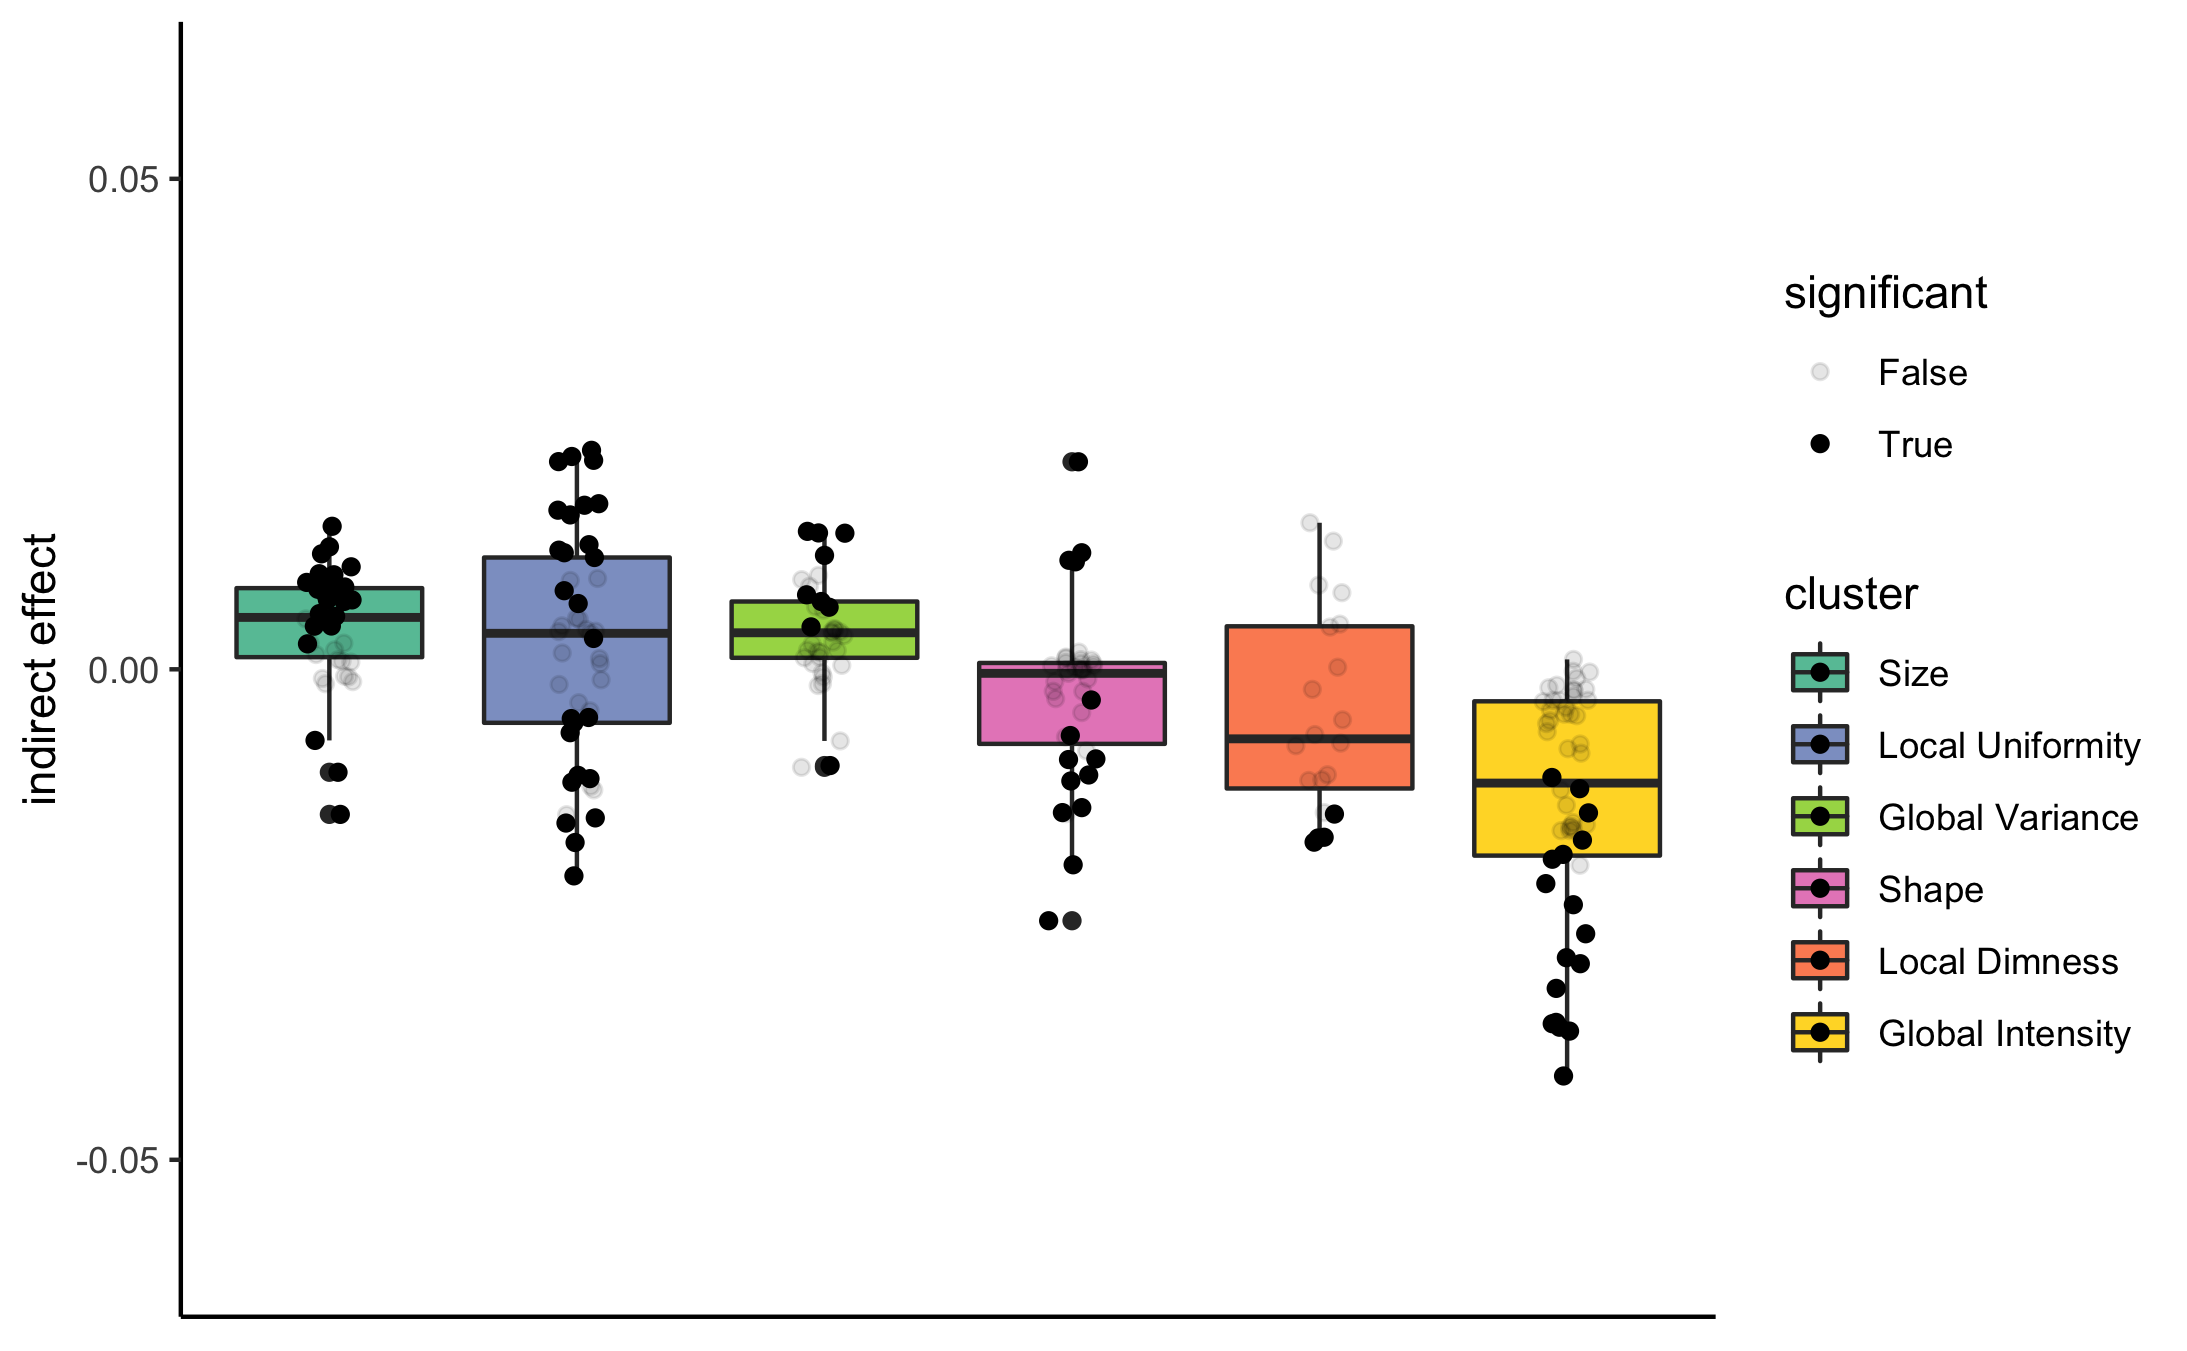 indirect effect
0.05
0.00
-0.05
significant
False
True
cluster
Size
Local Uniformity
Global Variance
Shape
Local Dimness
Global Intensity